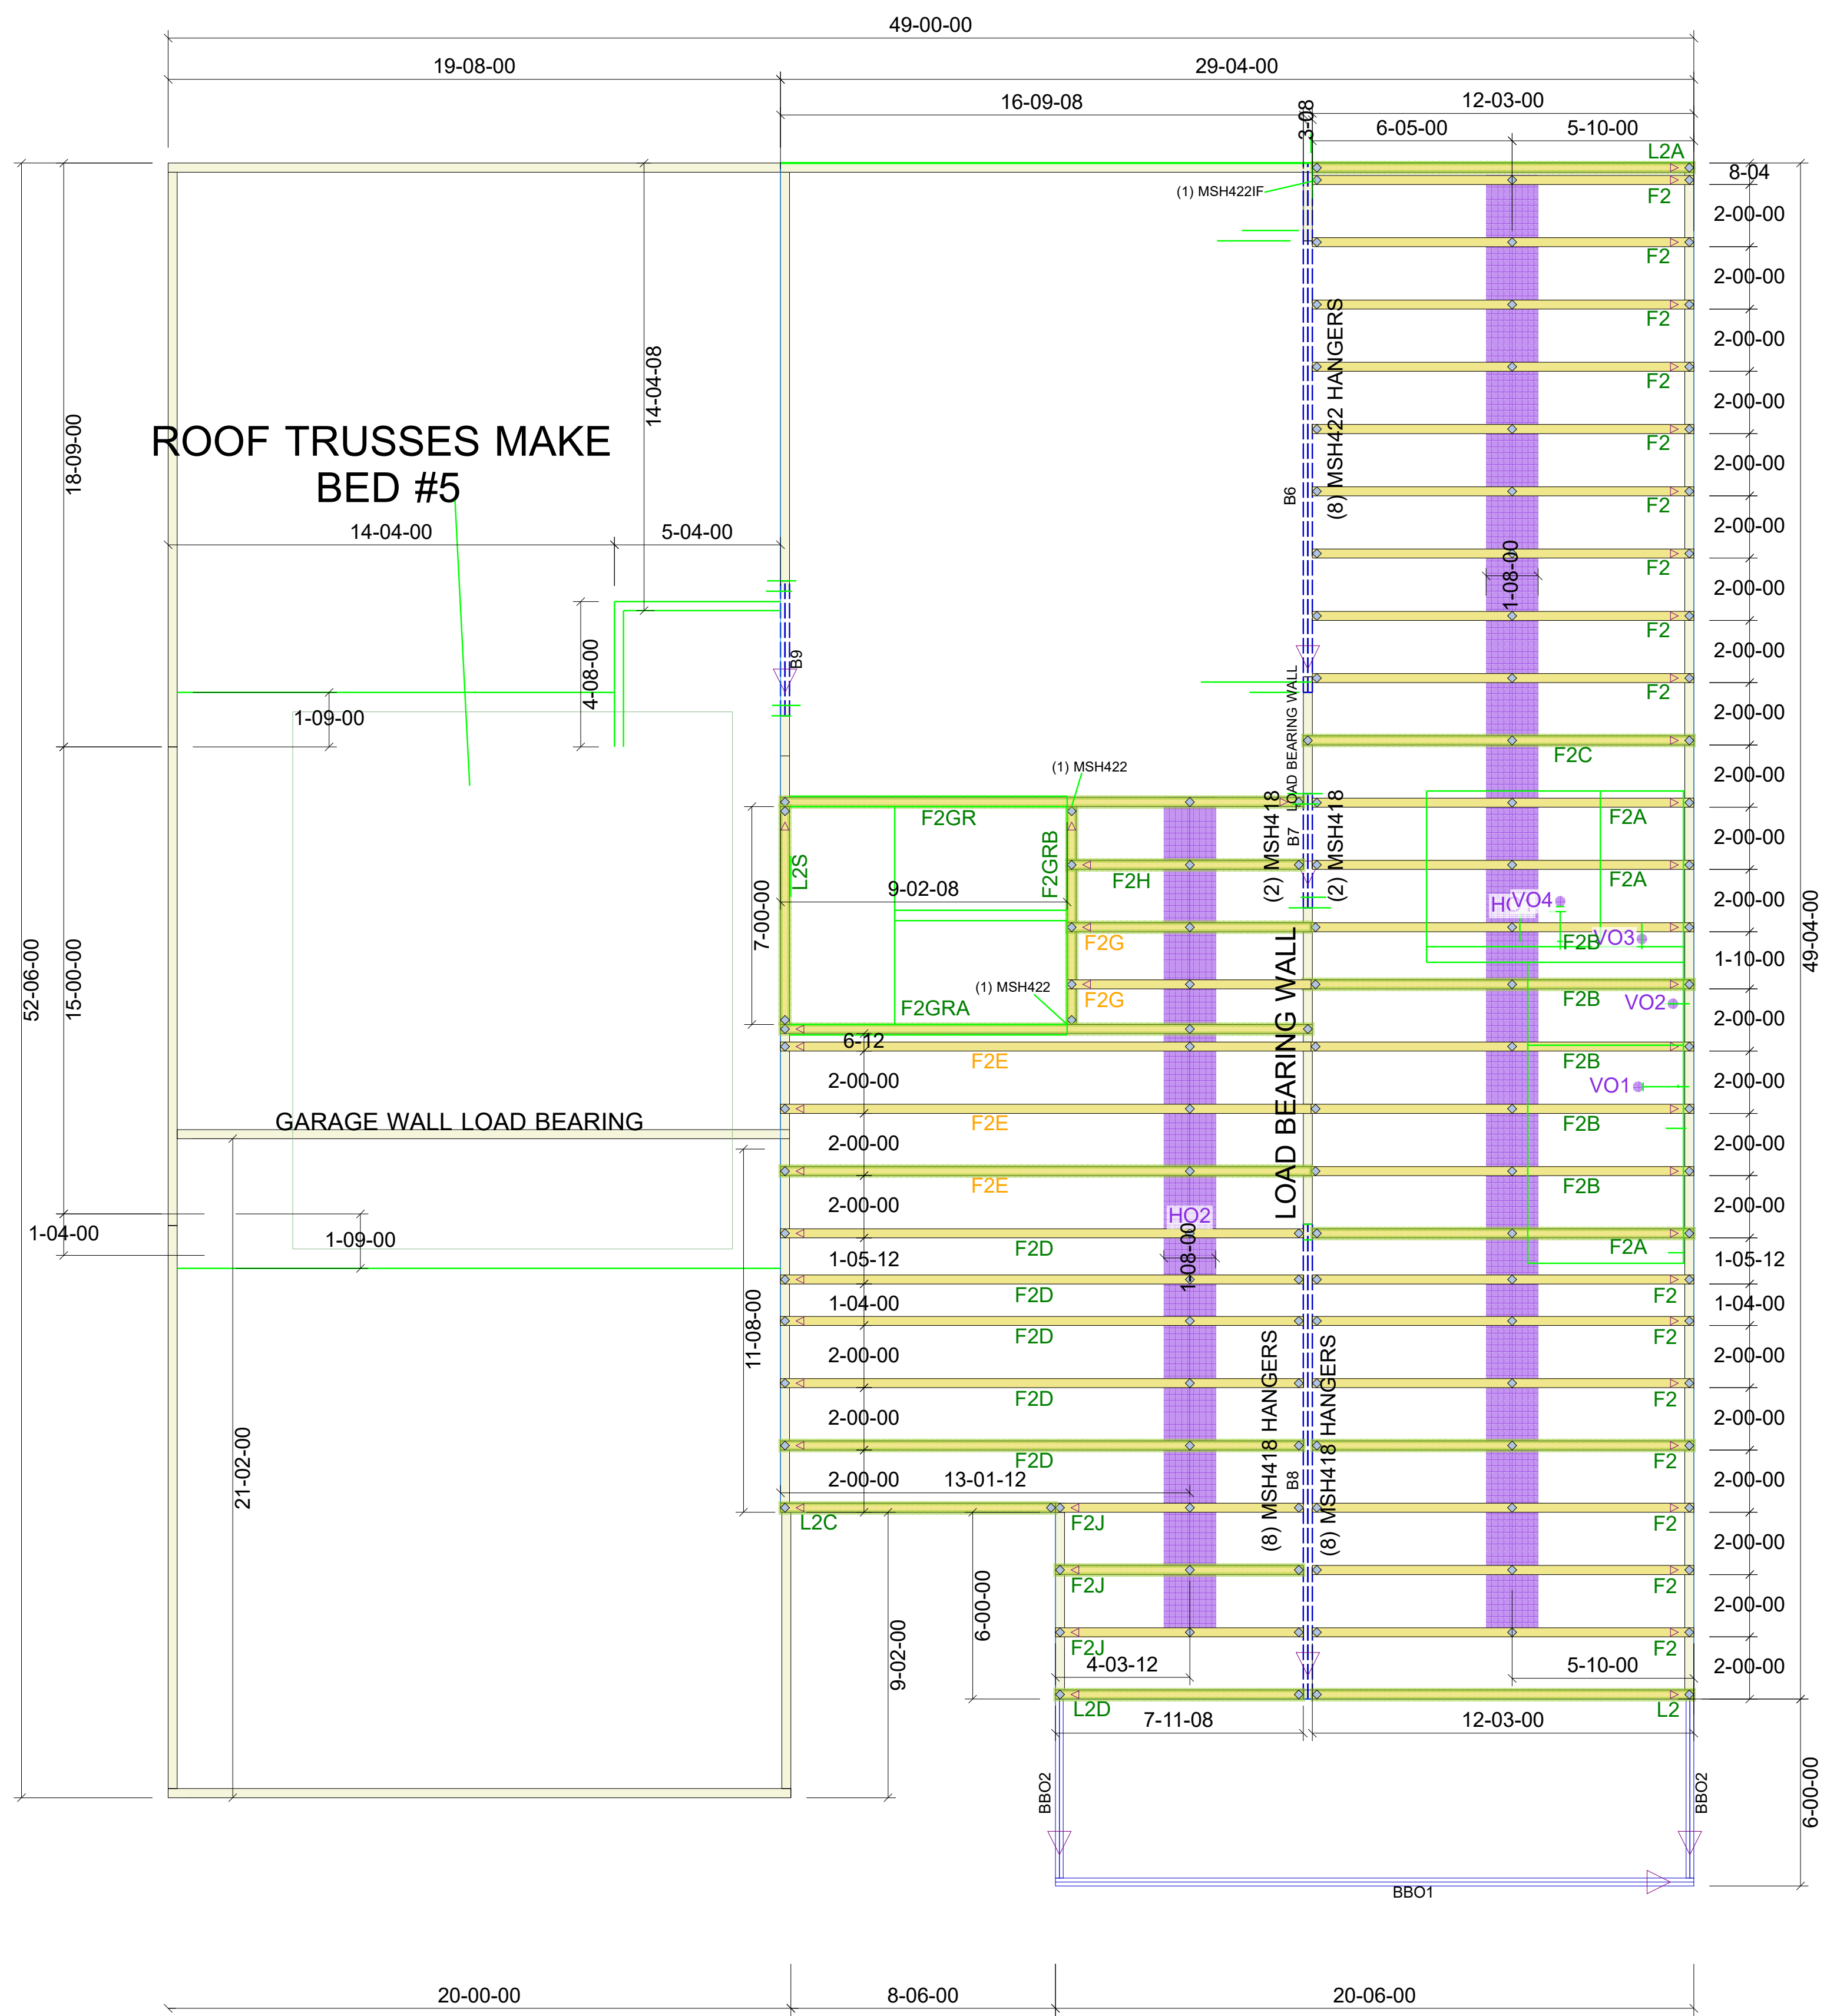 49-00-00
19-08-00
29-04-00
16-09-08
12-03-00
3-08
6-05-00
5-10-00
L2A
8-04
(1) MSH422IF
F2
2-00-00
F2
2-00-00
F2
2-00-00
F2
2-00-00
F2
2-00-00
F2
2-00-00
F2
2-00-00
F2
2-00-00
F2
2-00-00
F2C
2-00-00
(8) MSH422 HANGERS
B6
1-08-00
14-04-08
18-09-00
ROOF TRUSSES MAKE
BED #5
14-04-00
5-04-00
4-08-00
B9
1-09-00
LOAD BEARING WALL
(1) MSH422
(2) MSH418
B7
(2) MSH418
F2GR
F2A
2-00-00
L2S
F2GRB
F2H
F2A
2-00-00
9-02-08
7-00-00
VO4
F2G
F2B
VO3
1-10-00
49-04-00
52-06-00
15-00-00
(1) MSH422
F2G
F2B
VO2
2-00-00
F2GRA
6-12
F2E
F2B
2-00-00
2-00-00
VO1
LOAD BEARING WALL
GARAGE WALL LOAD BEARING
F2E
F2B
2-00-00
2-00-00
F2E
F2B
2-00-00
2-00-00
HO2
1-04-00
1-09-00
1-08-00
F2D
F2A
1-05-12
1-05-12
F2D
F2
1-04-00
1-04-00
11-08-00
F2D
F2
2-00-00
2-00-00
(8) MSH418 HANGERS
(8) MSH418 HANGERS
F2D
F2
2-00-00
2-00-00
F2D
F2
21-02-00
2-00-00
13-01-12
B8
2-00-00
L2C
F2J
F2
2-00-00
F2J
F2
2-00-00
6-00-00
9-02-00
F2J
F2
4-03-12
5-10-00
2-00-00
L2D
L2
7-11-08
12-03-00
BBO2
BBO2
6-00-00
BBO1
20-00-00
8-06-00
20-06-00